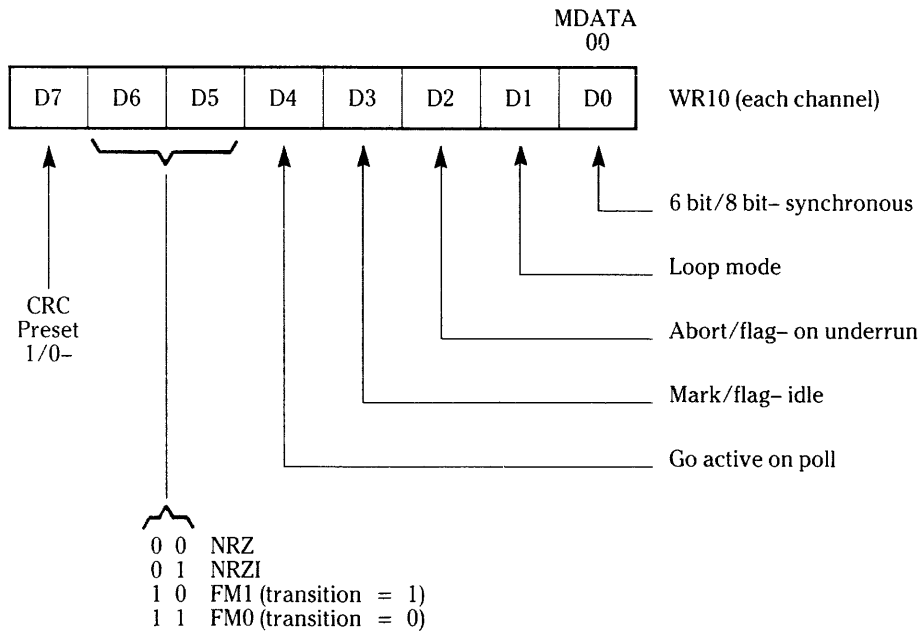 MDATA
00
D7 D6 D5 D4 D3 D2 D1 D0 WR10 (each channel)
6 bit/8 bit– synchronous
Loop mode
CRC
Preset
1/0–
Abort/flag– on underrun
Mark/flag– idle
Go active on poll
0 0 NRZ
0 1 NRZI
1 0 FM1 (transition = 1)
1 1 FM0 (transition = 0)